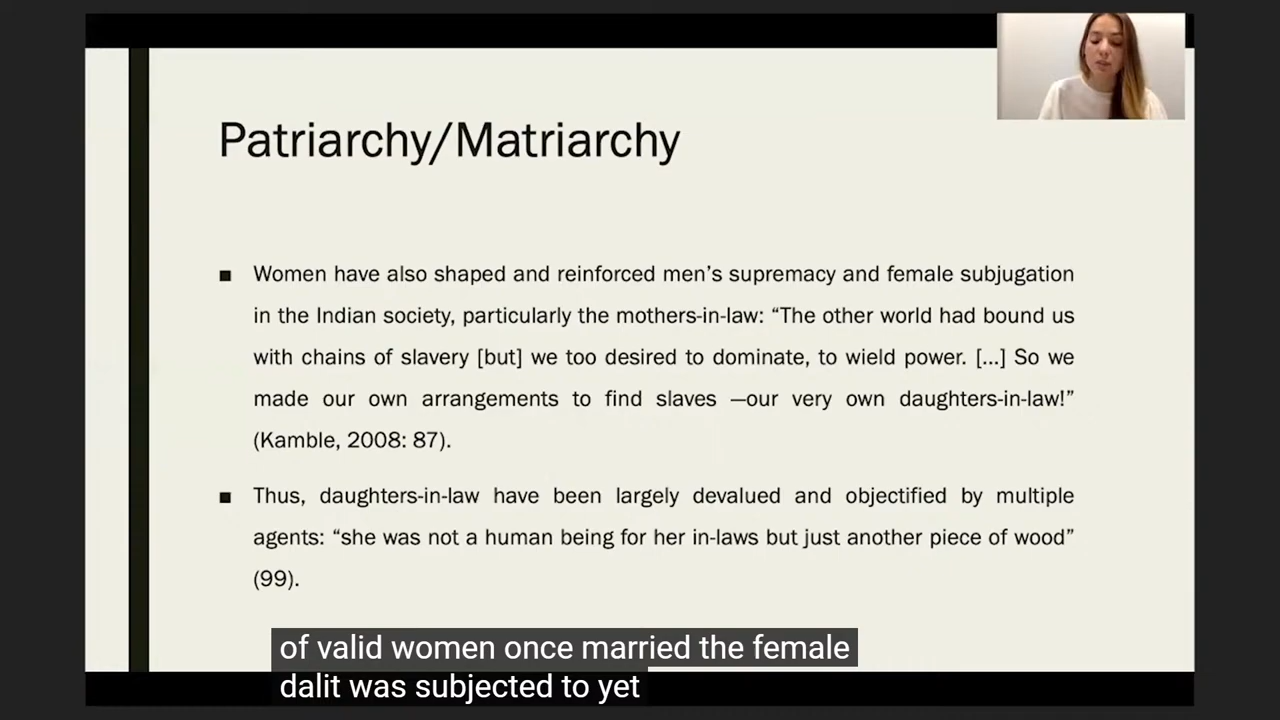 Patriarchy/Matriarchy
■ Women have also shaped and reinforced men’s supremacy and female subjugation
in the Indian society, particularly the mothers-in-law: “The other world had bound us
with chains of slavery [but] we too desired to dominate, to wield power. [...] So we
made our own arrangements to find slaves —our very own daughters-in-law!”
(Kamble, 2008: 87).
■ Thus, daughters-in-law have been largely devalued and objectified by multiple
agents: “she was not a human being for her in-laws but just another piece of wood”
(99).
of valid women once married the female
dalit was subjected to yet